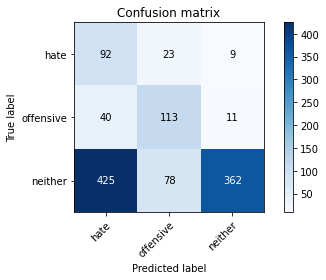 Confusion matrix
hate 92 23 9
offensive 40 113 11
neither 425 78 362
hate offensive neither
True label
Predicted label
400
350
300
250
200
150
100
50